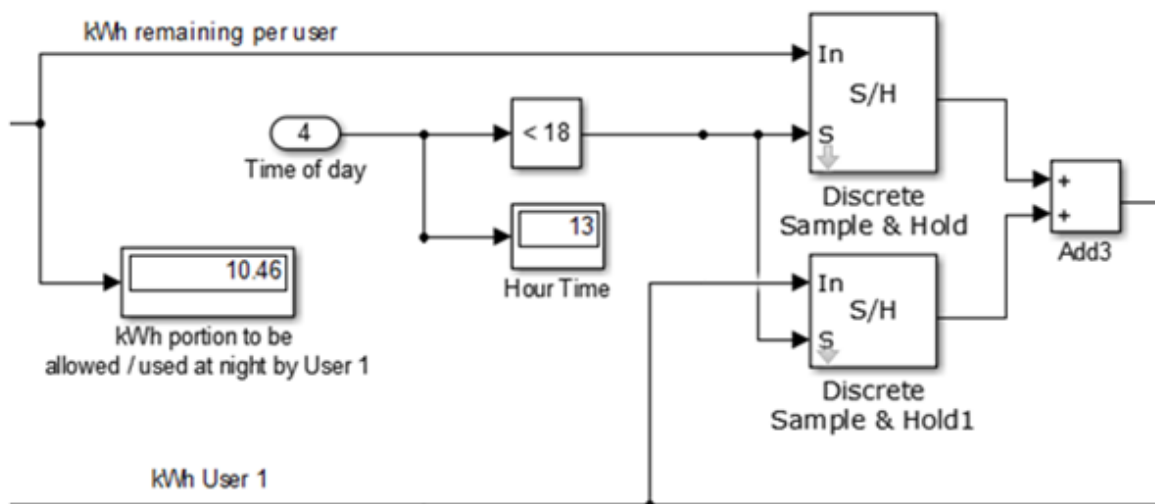 kWh remaining per user
In
S/H
S
Discrete
Sample & Hold
4
Time of day
< 18
13
Hour Time
+
+
Add3
10.46
kWh portion to be
allowed / used at night by User 1
In
S/H
S
Discrete
Sample & Hold1
kWh User 1